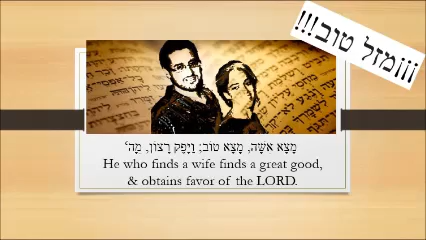 !!!מזל טוב!!!
מָצָא אִשָּׁה, מָצָא טוֹב; וַיָּפֶק רָצוֹן, מֵה'
He who finds a wife finds a great good,
& obtains favor of the LORD.